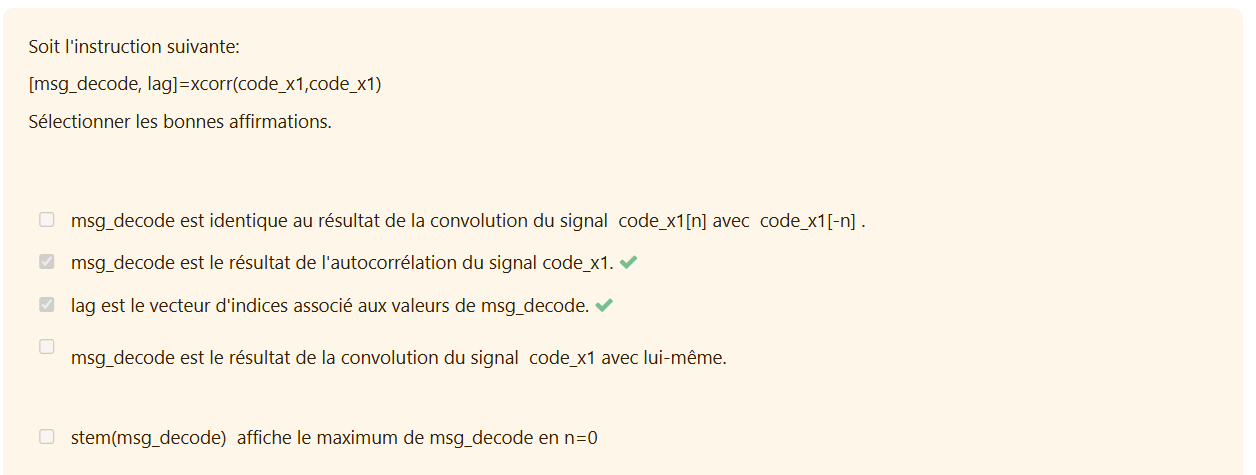 Soit l'instruction suivante:
[msg_decode, lag]=xcorr(code_x1,code_x1)
Sélectionner les bonnes affirmations.
msg_decode est identique au résultat de la convolution du signal code_x1[n] avec code_x1[-n] .
msg_decode est le résultat de l'autocorrélation du signal code_x1.
lag est le vecteur d'indices associé aux valeurs de msg_decode.
msg_decode est le résultat de la convolution du signal code_x1 avec lui-même.
stem(msg_decode) affiche le maximum de msg_decode en n=0